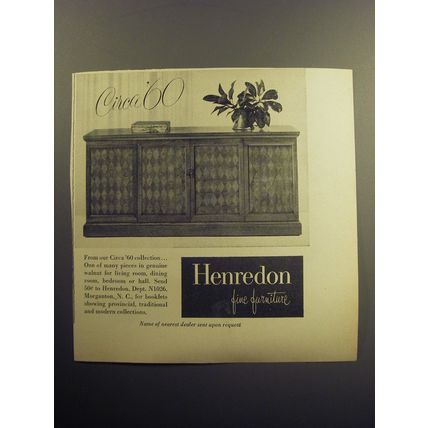 Circa '60
From our Circa '60 collection...
One of many pieces in genuine
walnut for living room, dining
room, bedroom or hall. Send
50¢ to Henredon, Dept. N1026,
Morganton, N. C., for booklets
showing provincial, traditional
and modern collections.
Henredon
fine furniture
Name of nearest dealer sent upon request